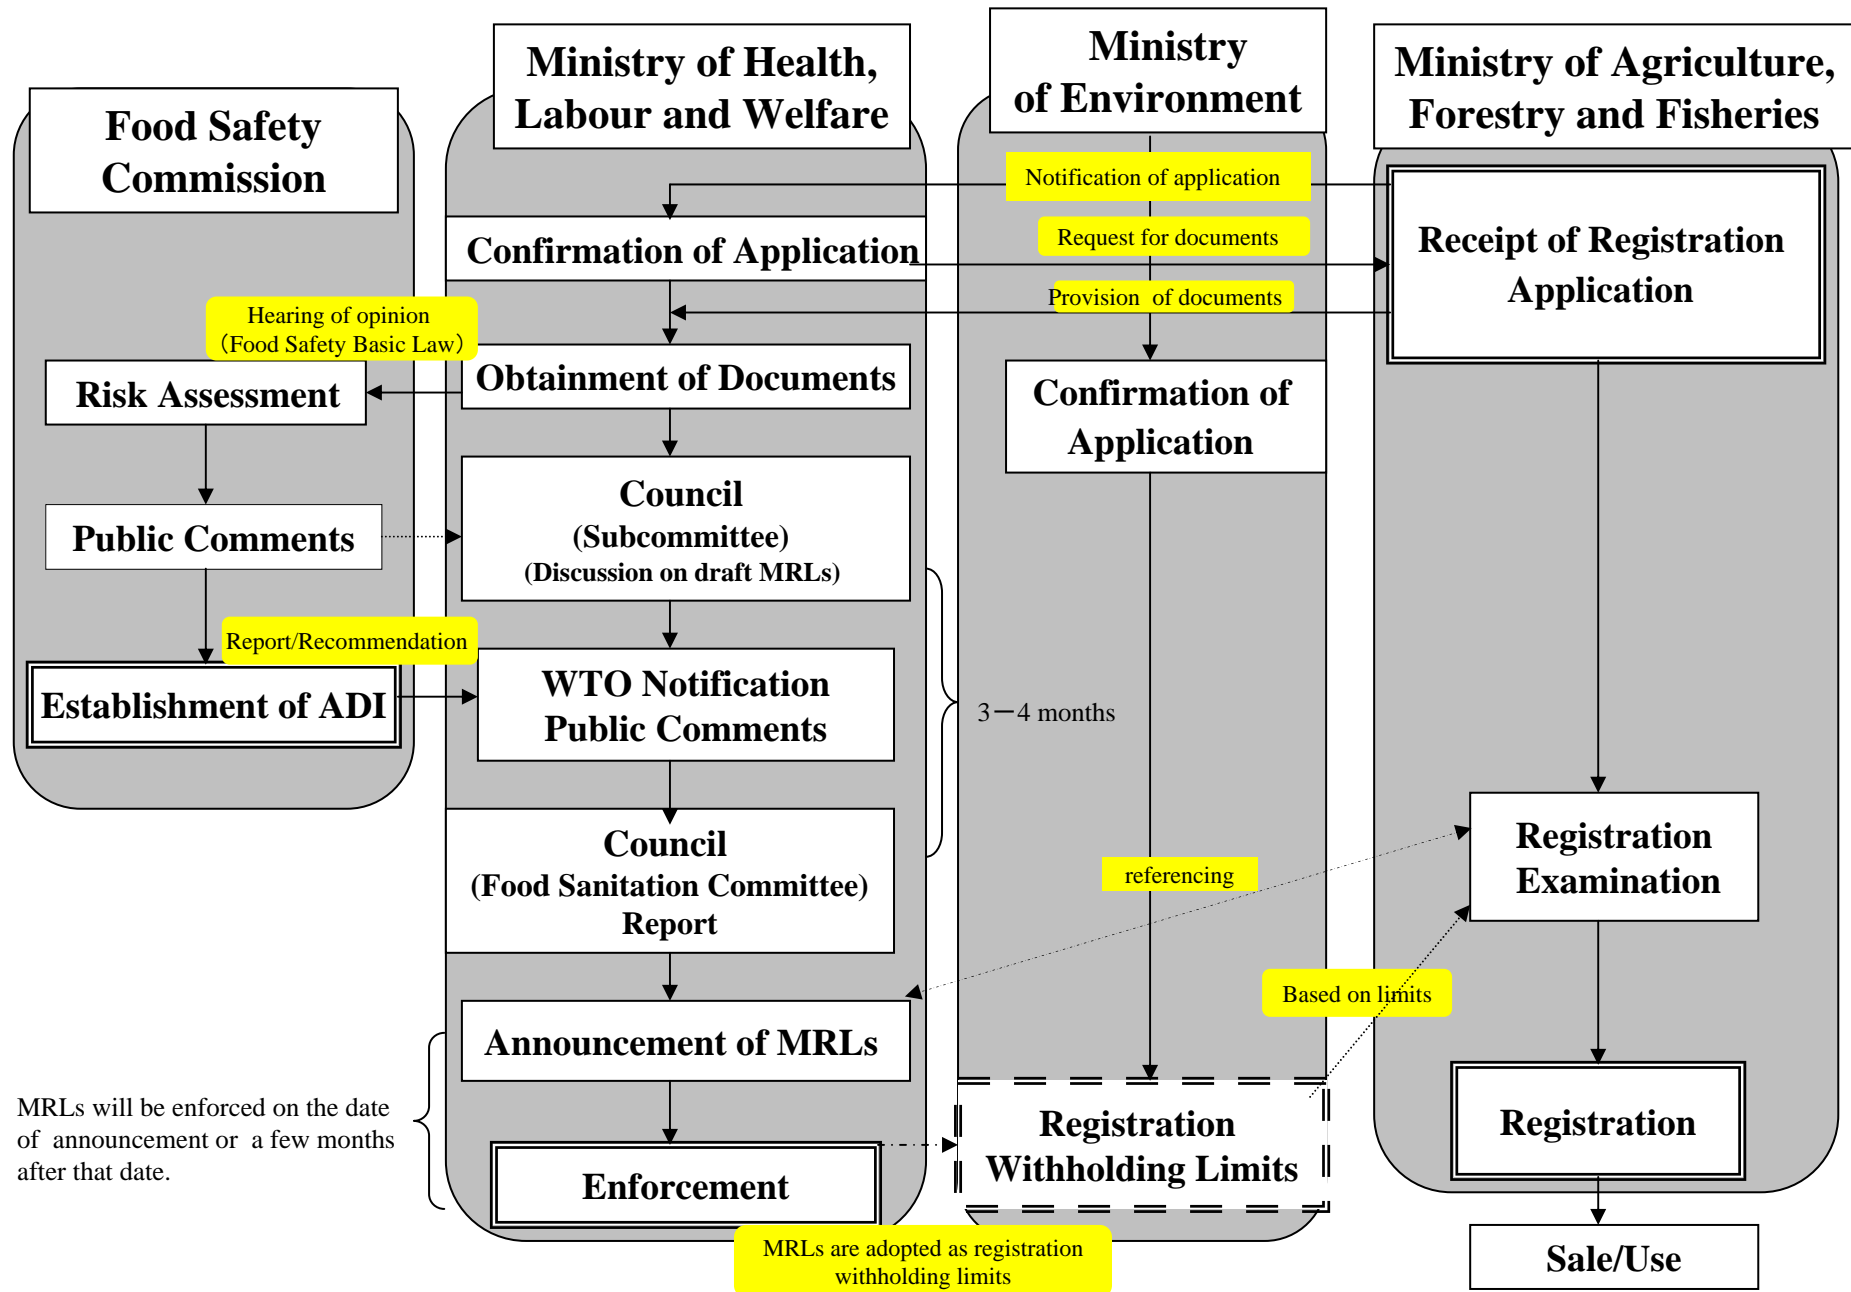 Food Safety
Commission
Ministry of Health,
Labour and Welfare
Ministry
of Environment
Ministry of Agriculture,
Forestry and Fisheries
Notification of application
Confirmation of Application
Request for documents
Receipt of Registration
Application
Provision  of documents
Hearing of opinion
（Food Safety Basic Law）
Risk Assessment
Obtainment of Documents
Confirmation of
Application
Public Comments
Council
(Subcommittee)
(Discussion on draft MRLs)
Report/Recommendation
Establishment of ADI
WTO Notification
Public Comments
3－4 months
Council
(Food Sanitation Committee)
Report
referencing
Registration
Examination
Based on limits
Announcement of MRLs
MRLs will be enforced on the date
of  announcement or  a few months
after that date.
Enforcement
Registration
Withholding Limits
Registration
MRLs are adopted as registration
withholding limits
Sale/Use